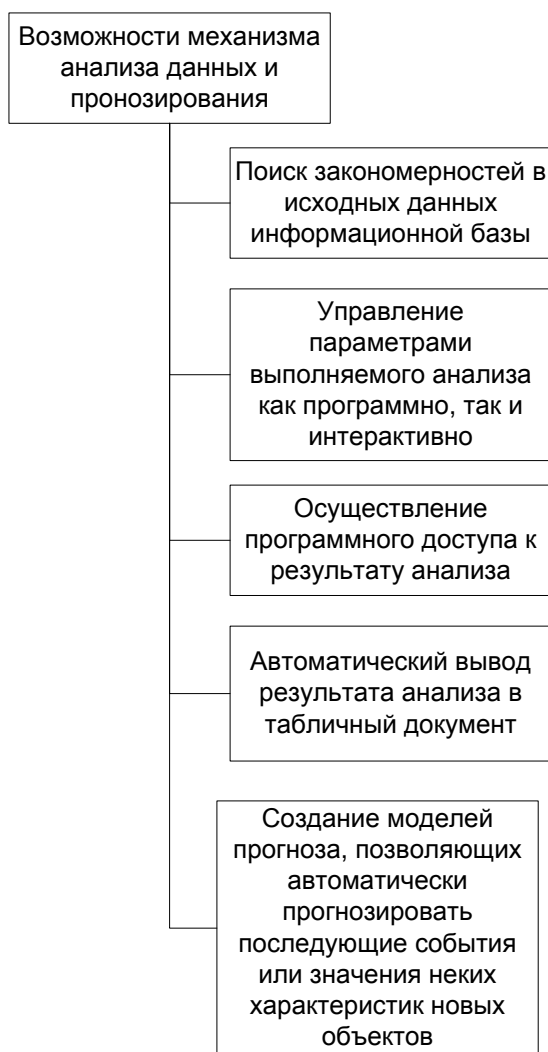 Возможности механизма
анализа данных и
пронозирования
Поиск закономерностей в
исходных данных
информационной базы
Управление
параметрами
выполняемого анализа
как программно, так и
интерактивно
Осуществление
программного доступа к
результату анализа
Автоматический вывод
результата анализа в
табличный документ
Создание моделей
прогноза, позволяющих
автоматически
прогнозировать
последующие события
или значения неких
характеристик новых
объектов